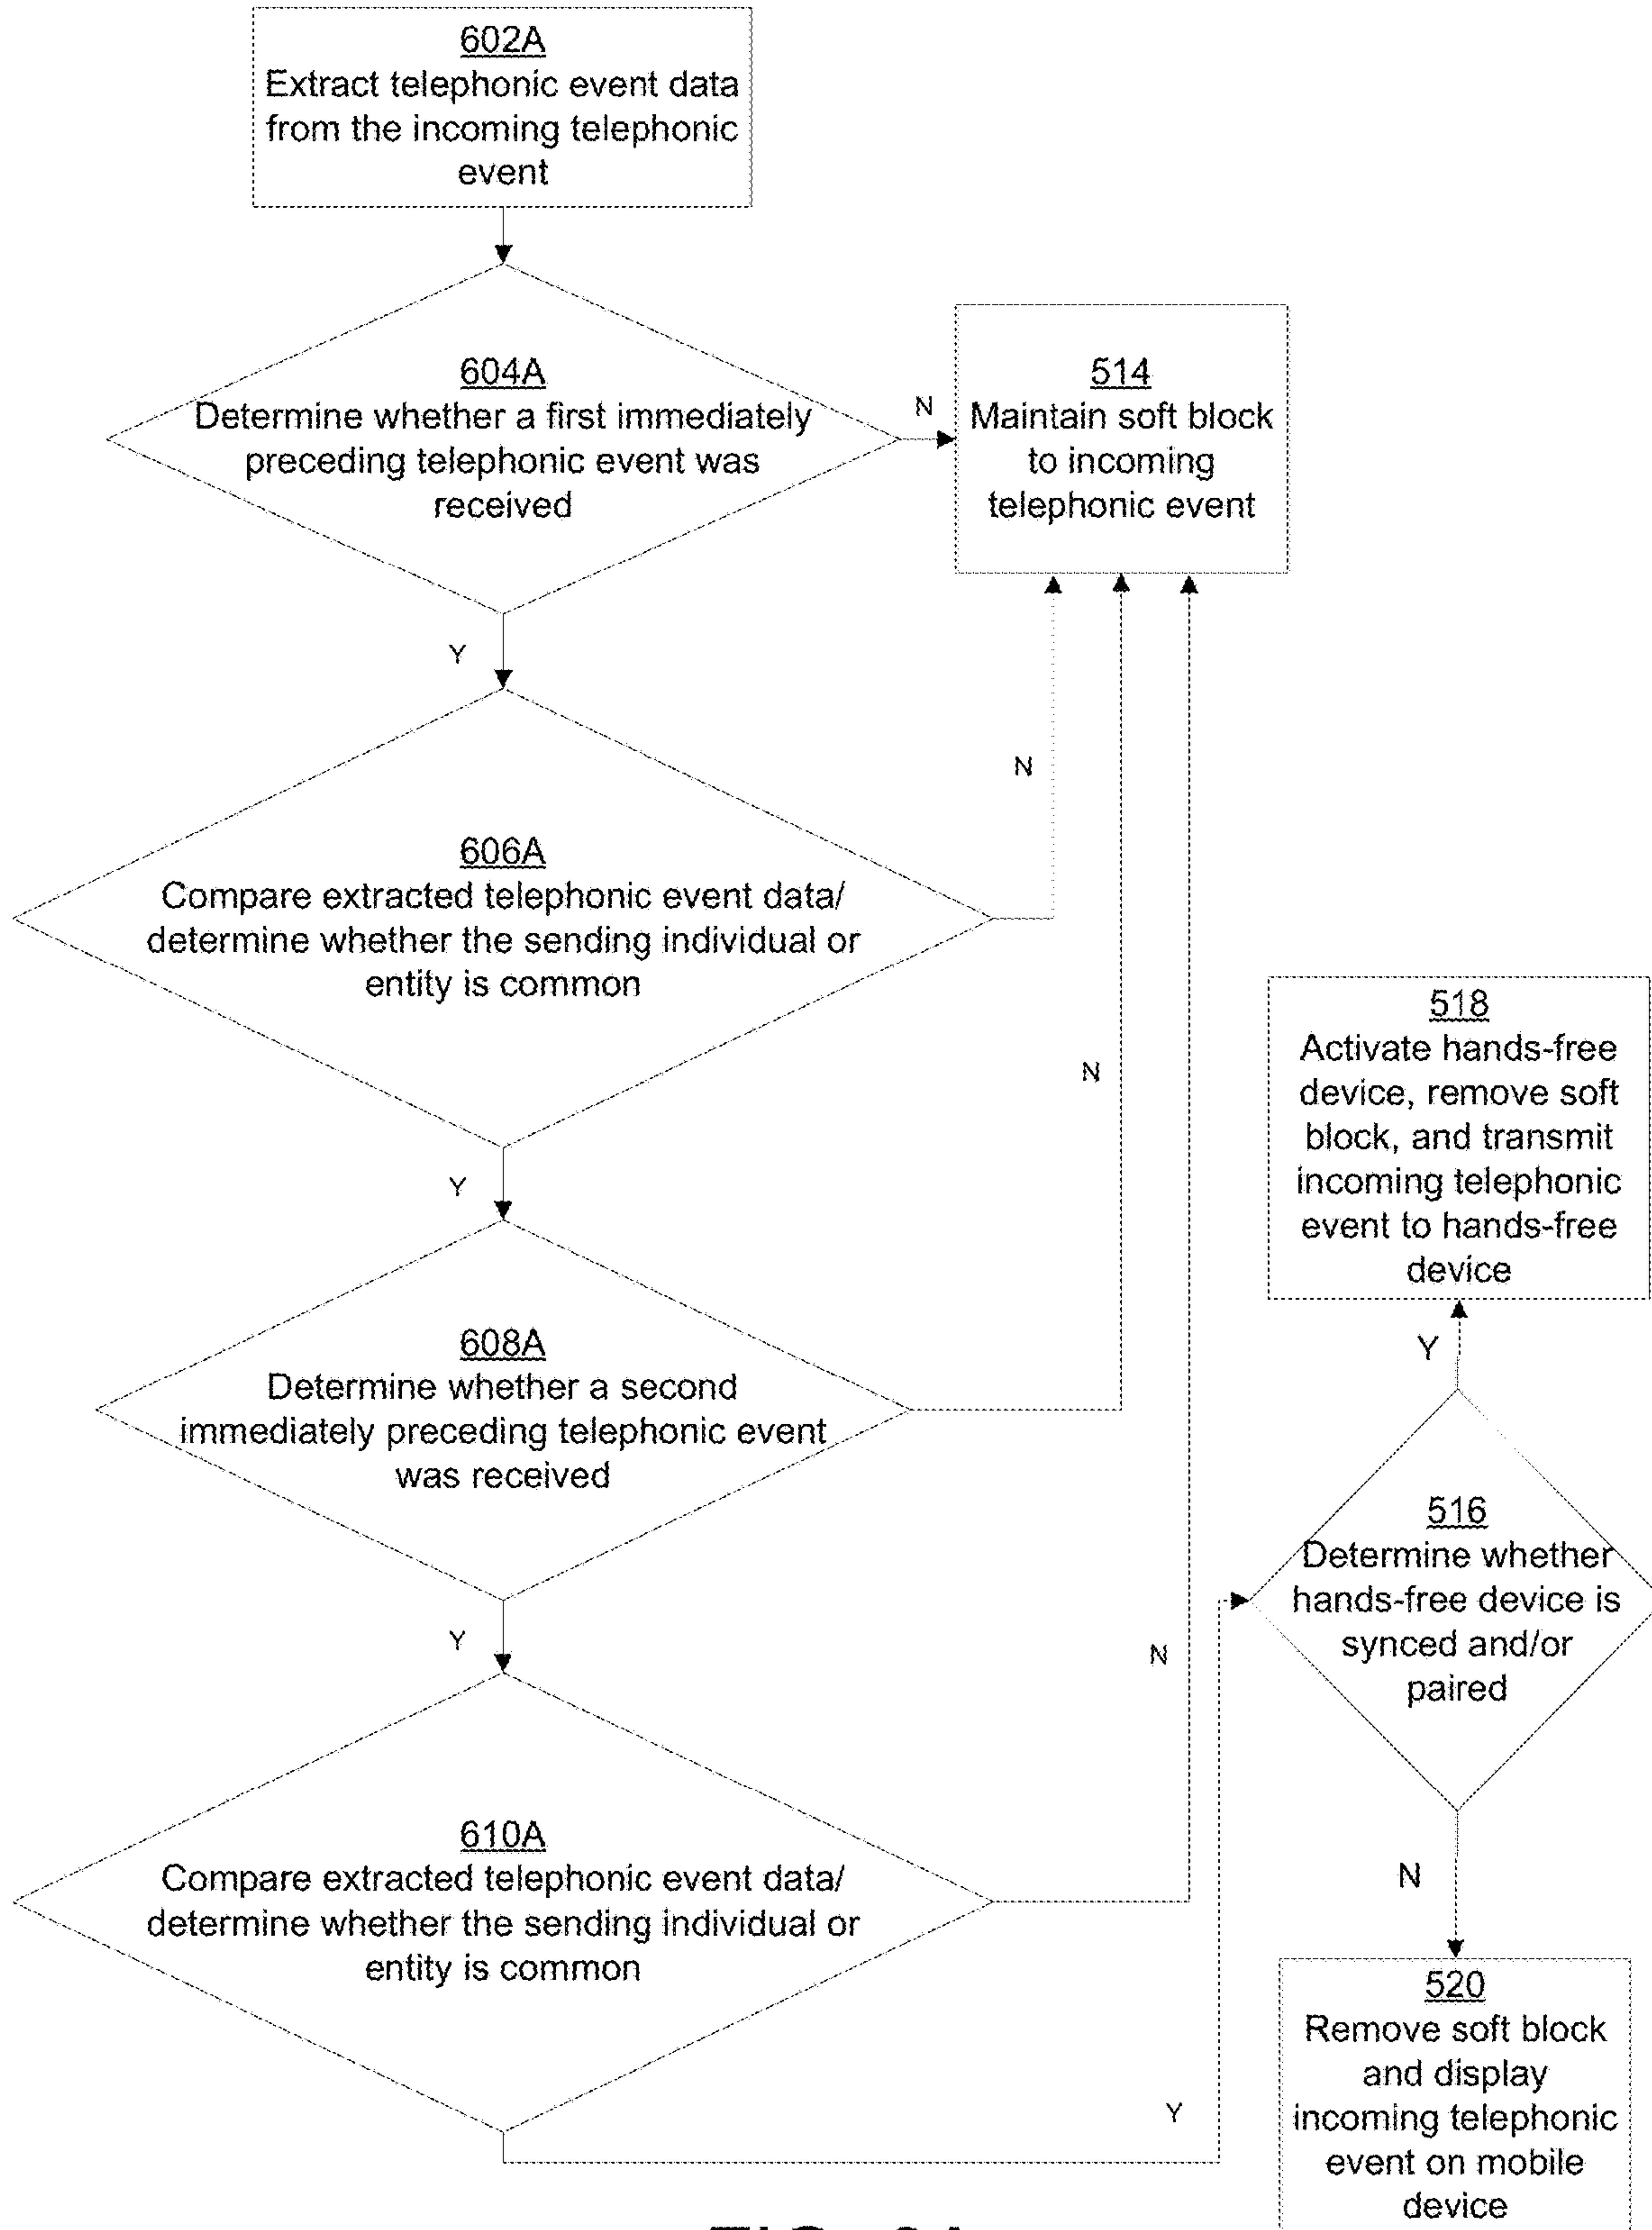 602A
Extract telephonic event data
from the incoming telephonic
event
604A
Determine whether a first immediately
preceding telephonic event was
received
N
514
Maintain soft block
to incoming
telephonic event
Y
N
606A
Compare extracted telephonic event data/
determine whether the sending individual or
entity is common
N
518
Activate hands-free
device, remove soft
block, and transmit
incoming telephonic
event to hands-free
device
Y
608A
Determine whether a second
immediately preceding telephonic event
was received
Y
516
Determine whether
hands-free device is
synced and/or
paired
Y
N
610A
Compare extracted telephonic event data/
determine whether the sending individual or
entity is common
N
520
Remove soft block
and display
incoming telephonic
event on mobile
device
Y